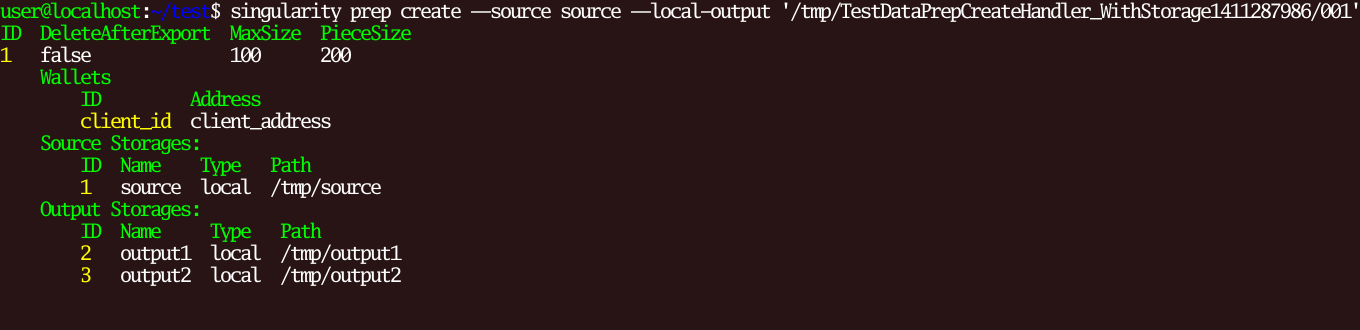 user@localhost:~/test$ singularity prep create --source source --local-output '/tmp/TestDataPrepCreateHandler_WithStorage1411287986/001'
ID  DeleteAfterExport  MaxSize  PieceSize
1   false              100      200
    Wallets
        ID         Address
        client_id  client_address
    Source Storages:
        ID  Name    Type   Path
        1   source  local  /tmp/source
    Output Storages:
        ID  Name     Type   Path
        2   output1  local  /tmp/output1
        3   output2  local  /tmp/output2